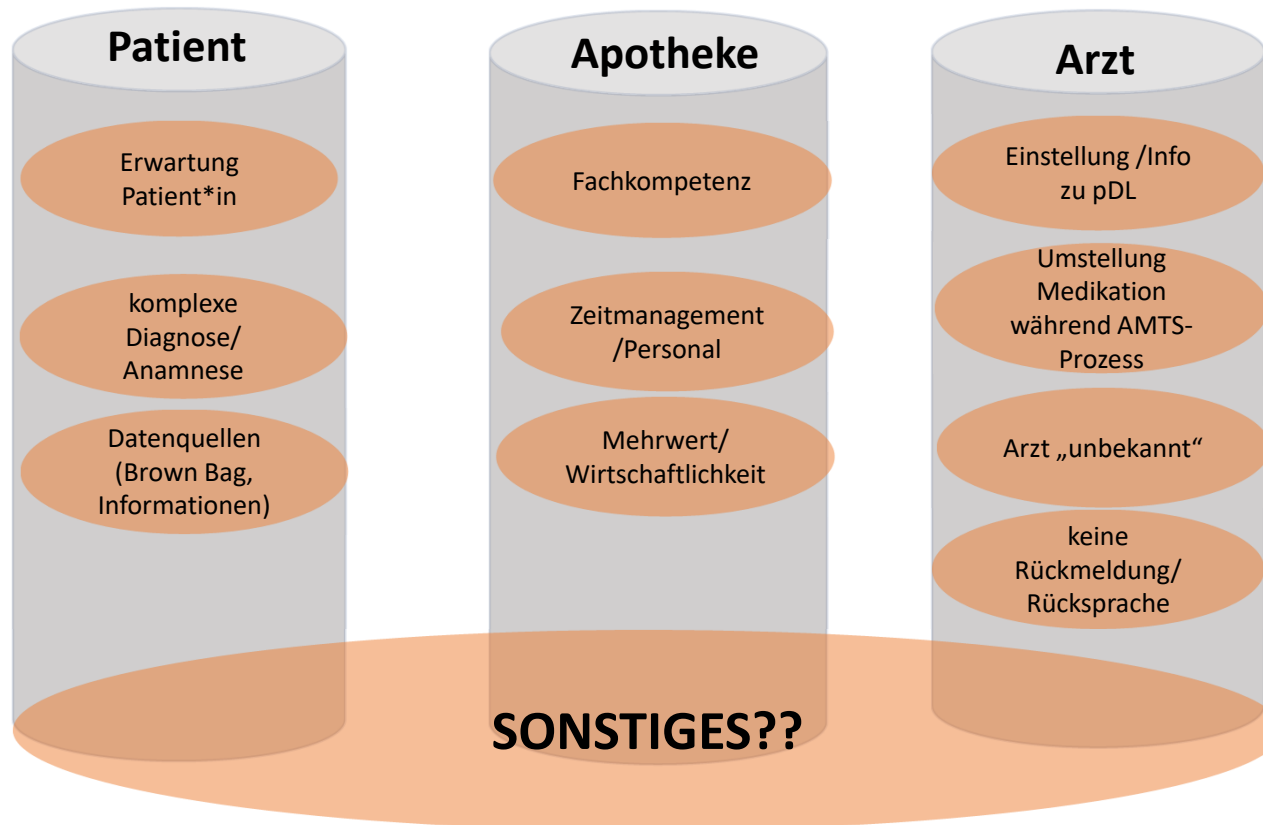 Patient
Erwartung
Patient*in
komplexe
Diagnose/
Anamnese
Datenquellen
(Brown Bag,
Informationen)
Apotheke
Fachkompetenz
Zeitmanagement
/Personal
Mehrwert/
Wirtschaftlichkeit
Arzt
Einstellung /Info
zu pDL
Umstellung
Medikation
während AMTS-
Prozess
Arzt „unbekannt“
keine
Rückmeldung/
Rücksprache
SONSTIGES??